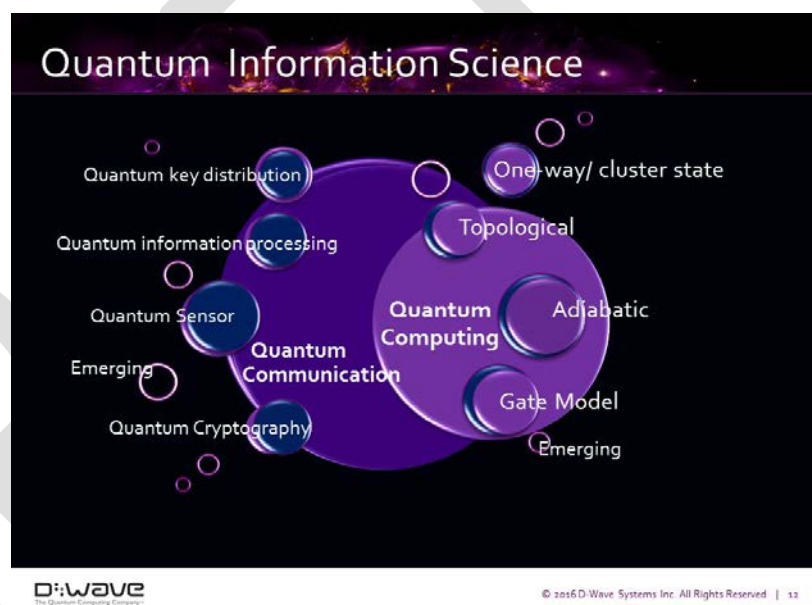 Quantum Information Science
Quantum key distribution
One-way/ cluster state
Quantum information processing
Topological
Quantum Sensor
Quantum
Computing
Adiabatic
Quantum
Communication
Emerging
Gate Model
Quantum Cryptography
Emerging
D:wave
The Quantum Computing Company
© 2016 D-Wave Systems Inc. All Rights Reserved | 12